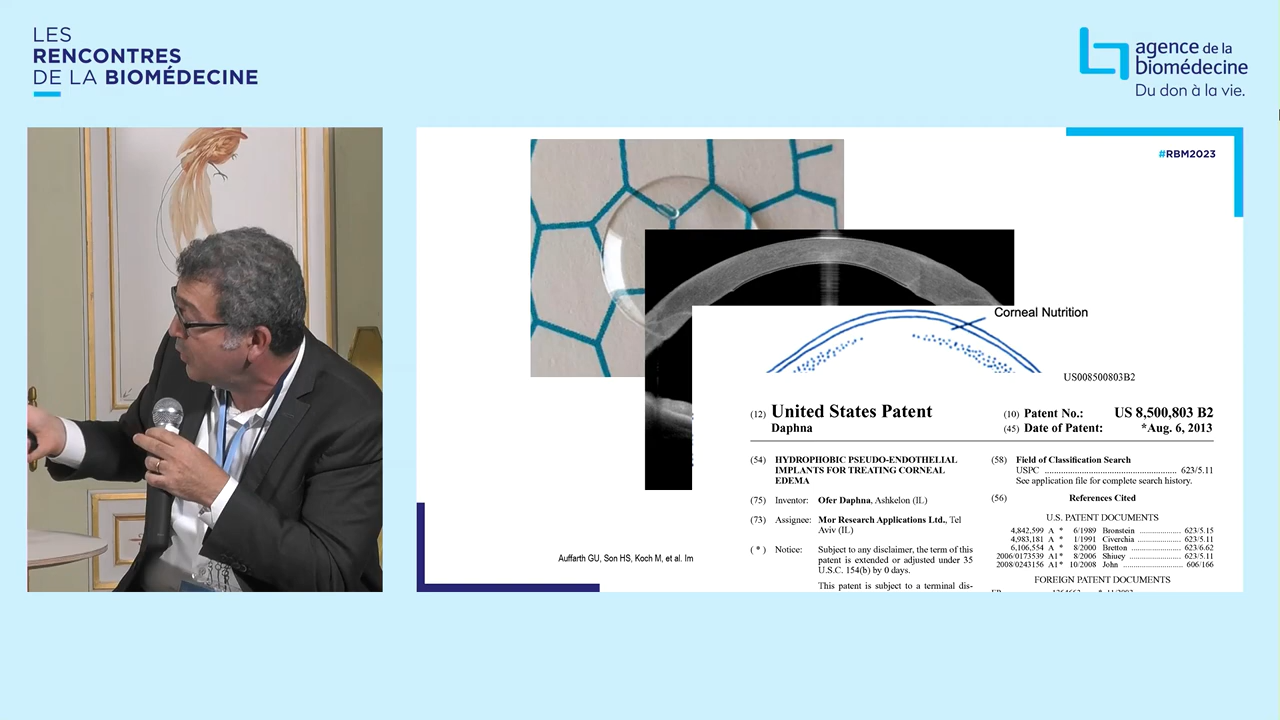 LES
RENCONTRES
DE LA BIOMÉDECINE
agence de la
biomédecine
Du don à la vie.
#RBM2023
Corneal Nutrition
US008500803B2
(12) United States Patent
Daphna
(10) Patent No.: US 8,500,803 B2
(45) Date of Patent: *Aug. 6, 2013
(54) HYDROPHOBIC PSEUDO-ENDOTHELIAL
IMPLANTS FOR TREATING CORNEAL
EDEMA
(75) Inventor: Ofer Daphna, Ashkelon (IL)
(73) Assignee: Mor Research Applications Ltd., Tel
Aviv (IL)
( * ) Notice: Subject to any disclaimer, the term of this
patent is extended or adjusted under 35
U.S.C. 154(b) by 0 days.
This patent is subject to a terminal dis-
(58) Field of Classification Search
USPC ................................................ 623/5.11
See application file for complete search history.
(56) References Cited
U.S. PATENT DOCUMENTS
4,842,599 A * 6/1989 Bronstein ................ 623/5.15
4,983,181 A * 1/1991 Civerchia ................ 623/5.11
6,106,554 A * 8/2000 Bretton .................. 623/6.62
2006/0173539 A1* 8/2006 Shiuey ................... 623/5.11
2008/0243156 A1* 10/2008 John .................... 606/166
FOREIGN PATENT DOCUMENTS
Auffarth GU, Son HS, Koch M, et al. Im